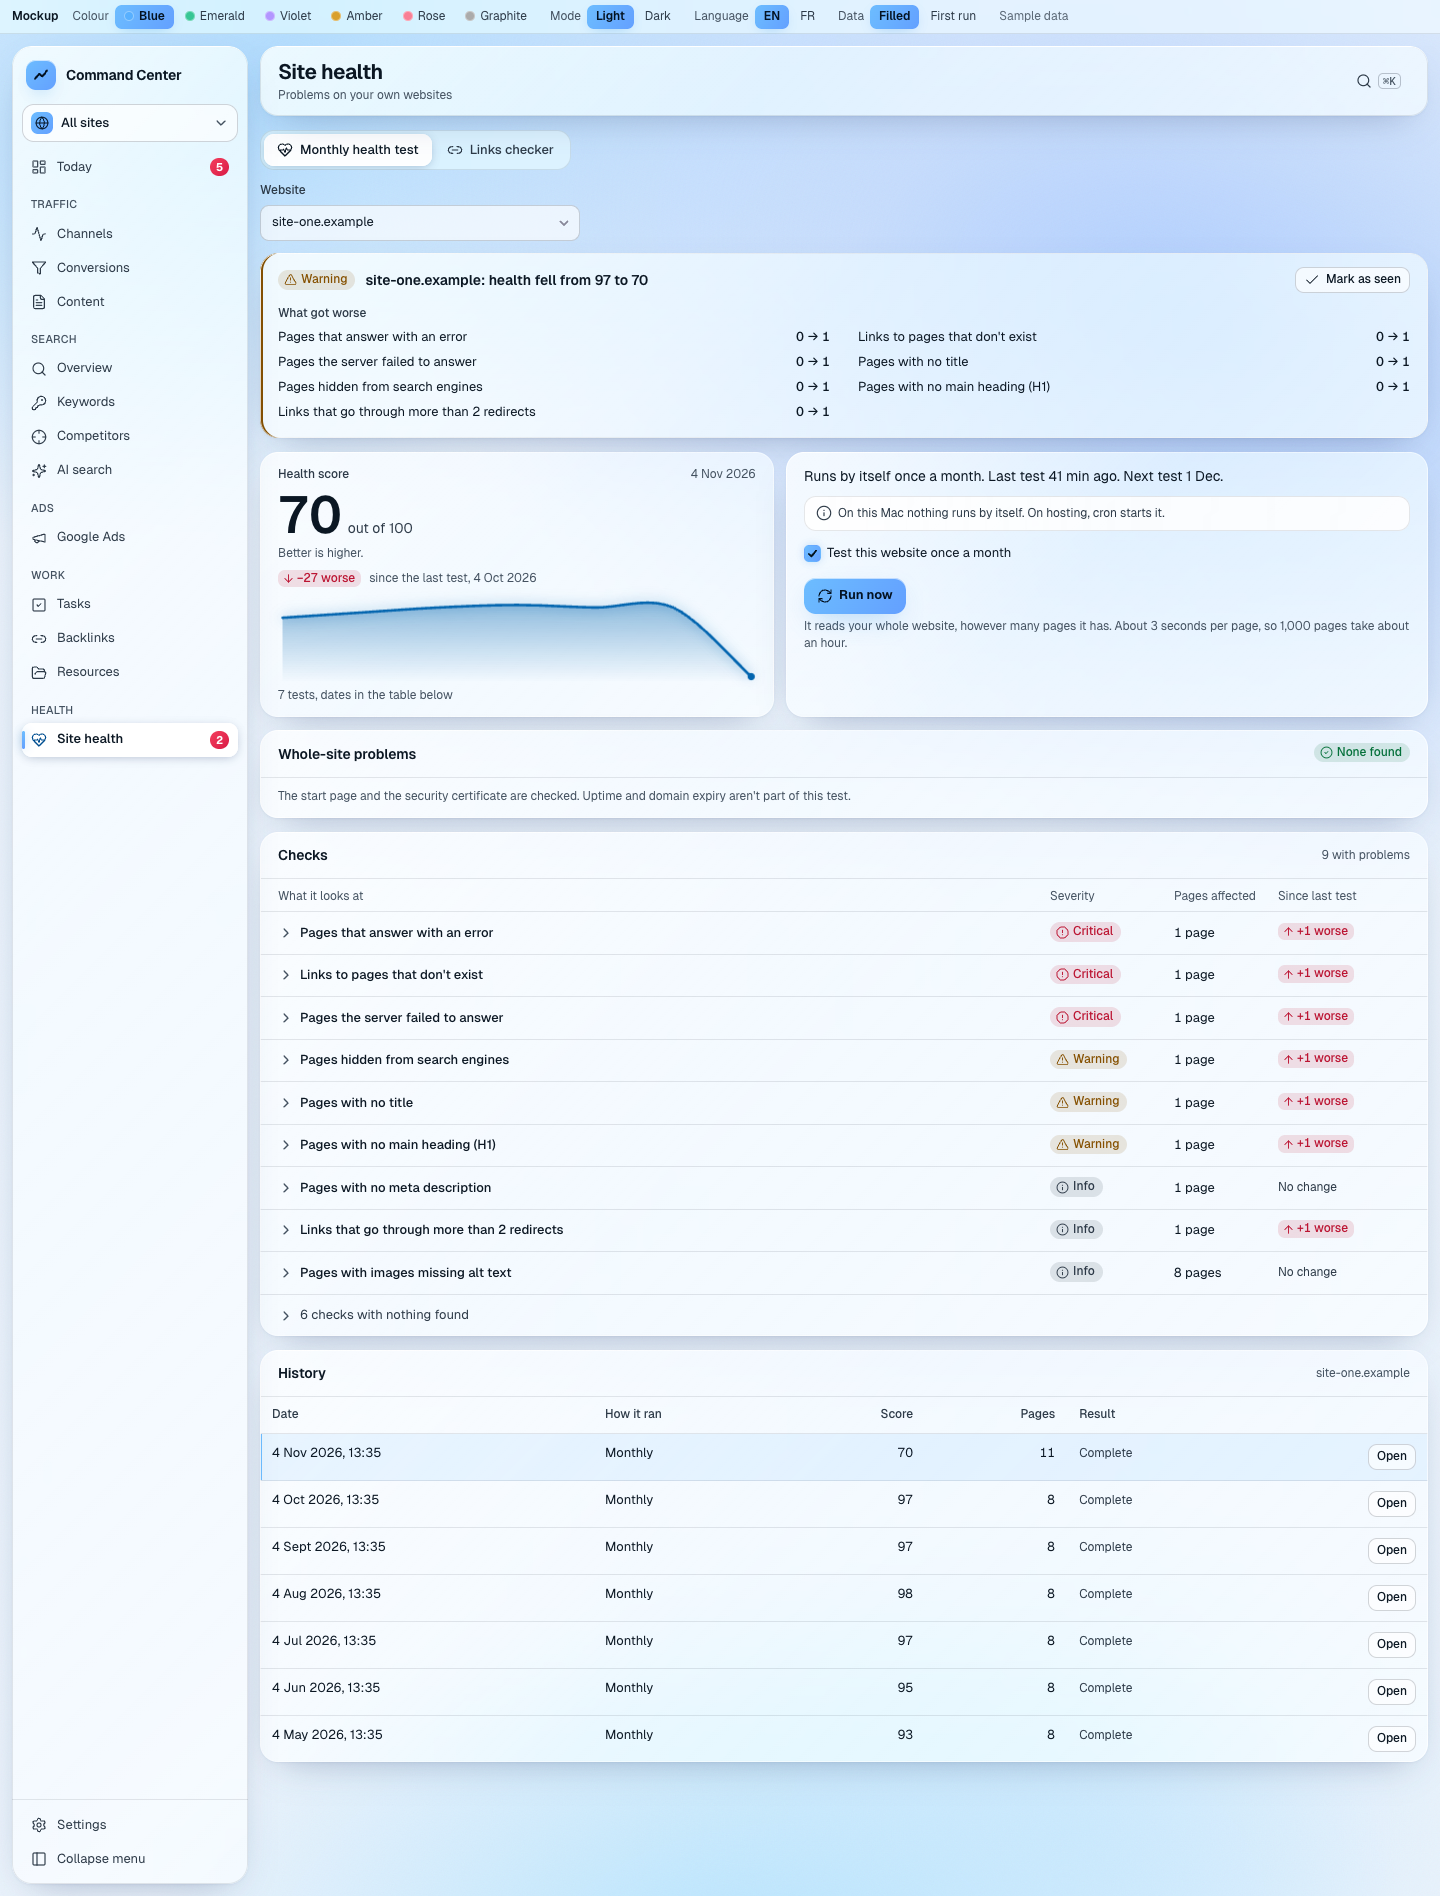 Mockup Colour Blue Emerald Violet Amber Rose Graphite Mode Light Dark Language EN FR Data Filled First run Sample data
Command Center
All sites
Today 5
TRAFFIC
Channels
Conversions
Content
SEARCH
Overview
Keywords
Competitors
AI search
ADS
Google Ads
WORK
Tasks
Backlinks
Resources
HEALTH
Site health 2
Settings
Collapse menu
Site health
Problems on your own websites
⌘K
Monthly health test Links checker
Website
site-one.example
Warning site-one.example: health fell from 97 to 70 Mark as seen
What got worse
Pages that answer with an error 0 → 1 Links to pages that don't exist 0 → 1
Pages the server failed to answer 0 → 1 Pages with no title 0 → 1
Pages hidden from search engines 0 → 1 Pages with no main heading (H1) 0 → 1
Links that go through more than 2 redirects 0 → 1
Health score 4 Nov 2026
70 out of 100
Better is higher.
↓ −27 worse since the last test, 4 Oct 2026
7 tests, dates in the table below
Runs by itself once a month. Last test 41 min ago. Next test 1 Dec.
On this Mac nothing runs by itself. On hosting, cron starts it.
Test this website once a month
Run now
It reads your whole website, however many pages it has. About 3 seconds per page, so 1,000 pages take about
an hour.
Whole-site problems None found
The start page and the security certificate are checked. Uptime and domain expiry aren't part of this test.
Checks 9 with problems
What it looks at Severity Pages affected Since last test
Pages that answer with an error Critical 1 page ↑ +1 worse
Links to pages that don't exist Critical 1 page ↑ +1 worse
Pages the server failed to answer Critical 1 page ↑ +1 worse
Pages hidden from search engines Warning 1 page ↑ +1 worse
Pages with no title Warning 1 page ↑ +1 worse
Pages with no main heading (H1) Warning 1 page ↑ +1 worse
Pages with no meta description Info 1 page No change
Links that go through more than 2 redirects Info 1 page ↑ +1 worse
Pages with images missing alt text Info 8 pages No change
6 checks with nothing found
History site-one.example
Date How it ran Score Pages Result
4 Nov 2026, 13:35 Monthly 70 11 Complete Open
4 Oct 2026, 13:35 Monthly 97 8 Complete Open
4 Sept 2026, 13:35 Monthly 97 8 Complete Open
4 Aug 2026, 13:35 Monthly 98 8 Complete Open
4 Jul 2026, 13:35 Monthly 97 8 Complete Open
4 Jun 2026, 13:35 Monthly 95 8 Complete Open
4 May 2026, 13:35 Monthly 93 8 Complete Open